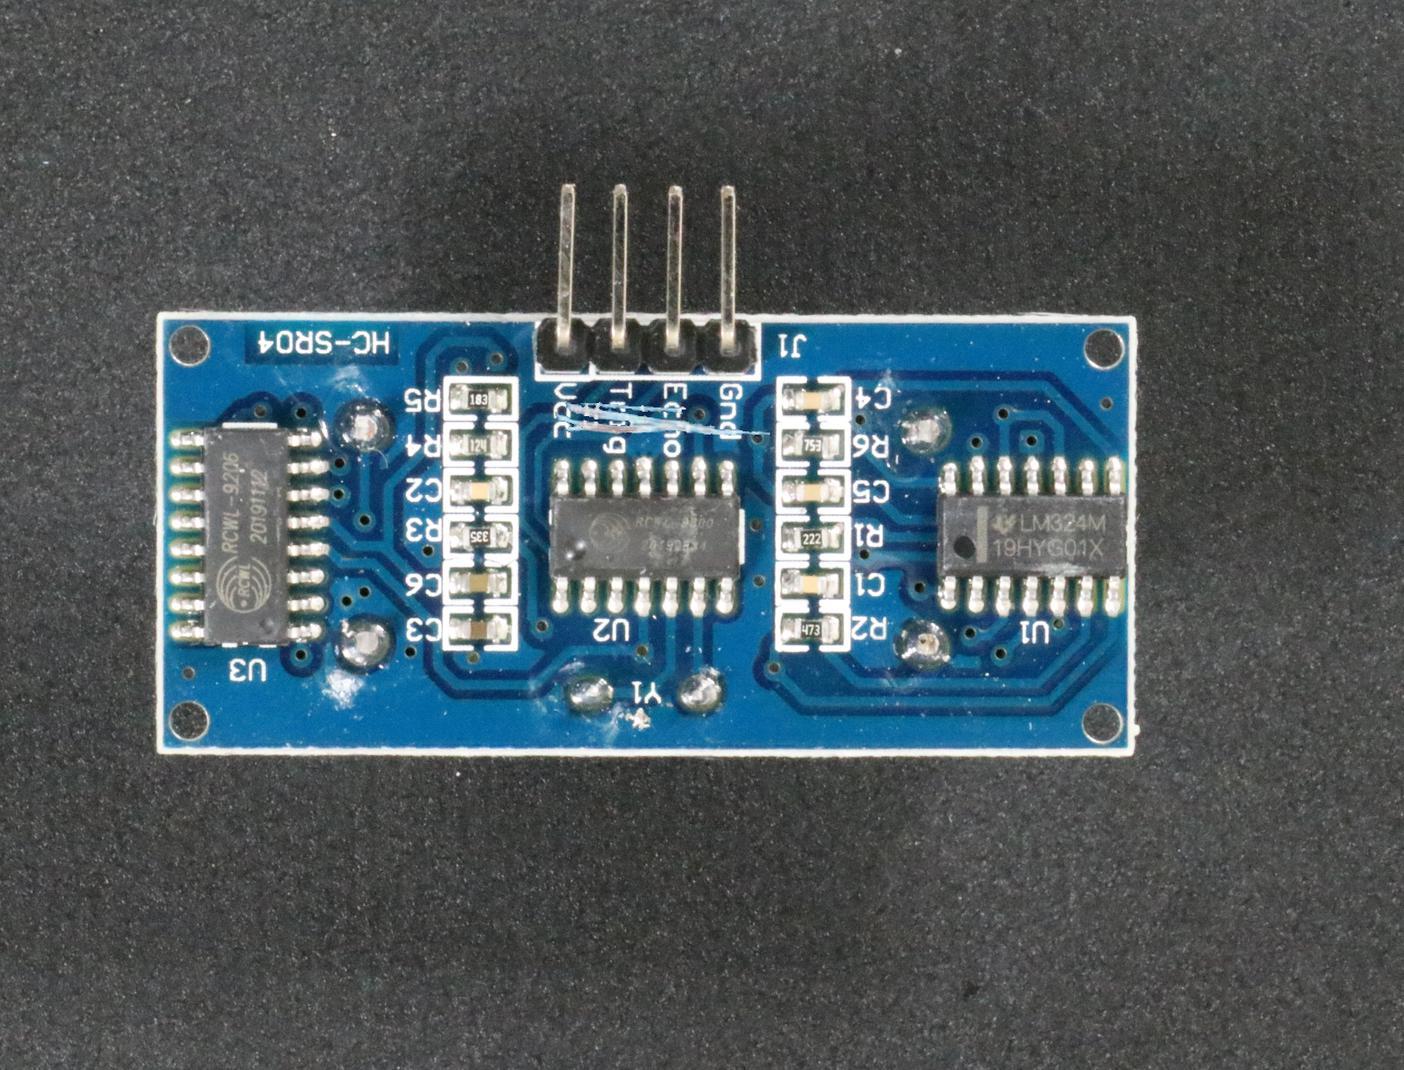 HC-SR04
J1
Vcc
Trig
Echo
Gnd
R5
183
R4
124
C2
R3
335
C6
C3
C4
R6
753
C5
R1
222
C1
R2
473
RCWL-9206
20191112
RCWL
U3
U2
LM324M
19HYG01X
U1
Y1